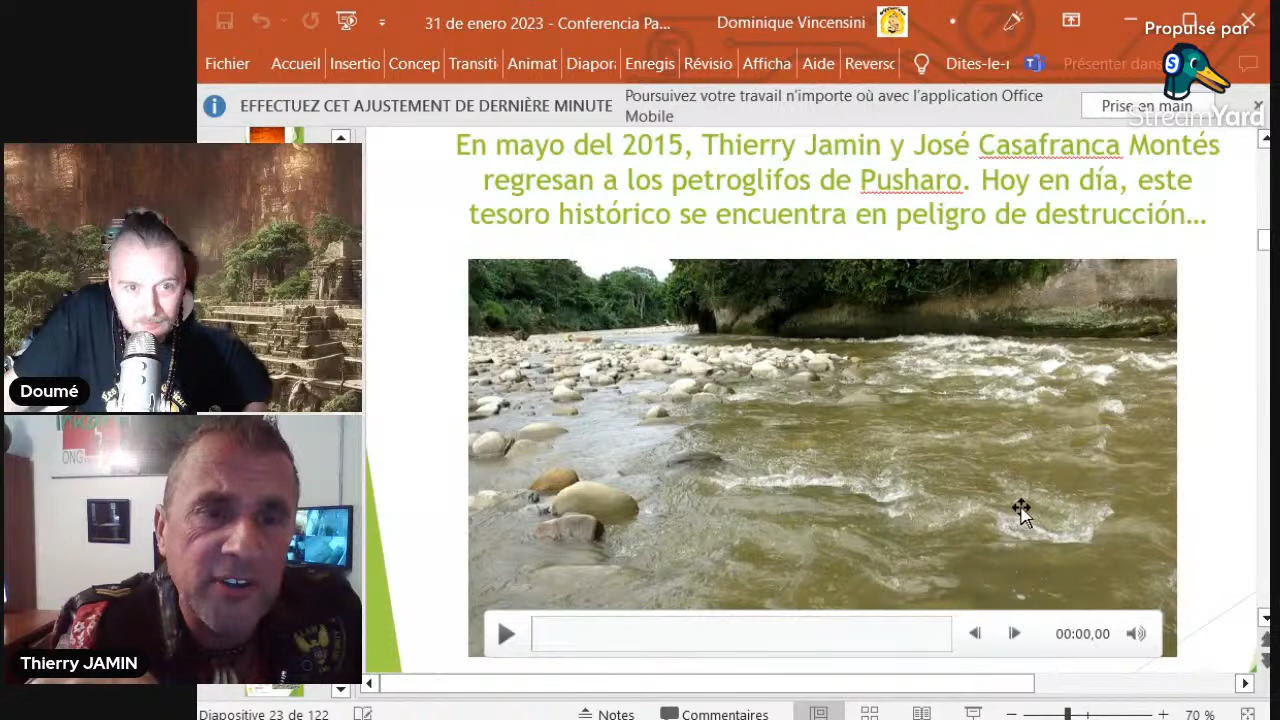 31 de enero 2023 - Conferencia Pa...
Dominique Vincensini
Propulsé par
StreamYard
Fichier Accueil Insertio Concep Transiti Animat Diapora Enregis Révisio Afficha Aide Reverso Dites-le-r Présenter dans
EFFECTUEZ CET AJUSTEMENT DE DERNIÈRE MINUTE
Poursuivez votre travail n'importe où avec l'application Office
Mobile
Prise en main
En mayo del 2015, Thierry Jamin y José Casafranca Montés
regresan a los petroglifos de Pusharo. Hoy en día, este
tesoro histórico se encuentra en peligro de destrucción...
Doumé
ONG
Thierry JAMIN
00:00,00
Diapositive 23 de 122
Notes
Commentaires
70 %